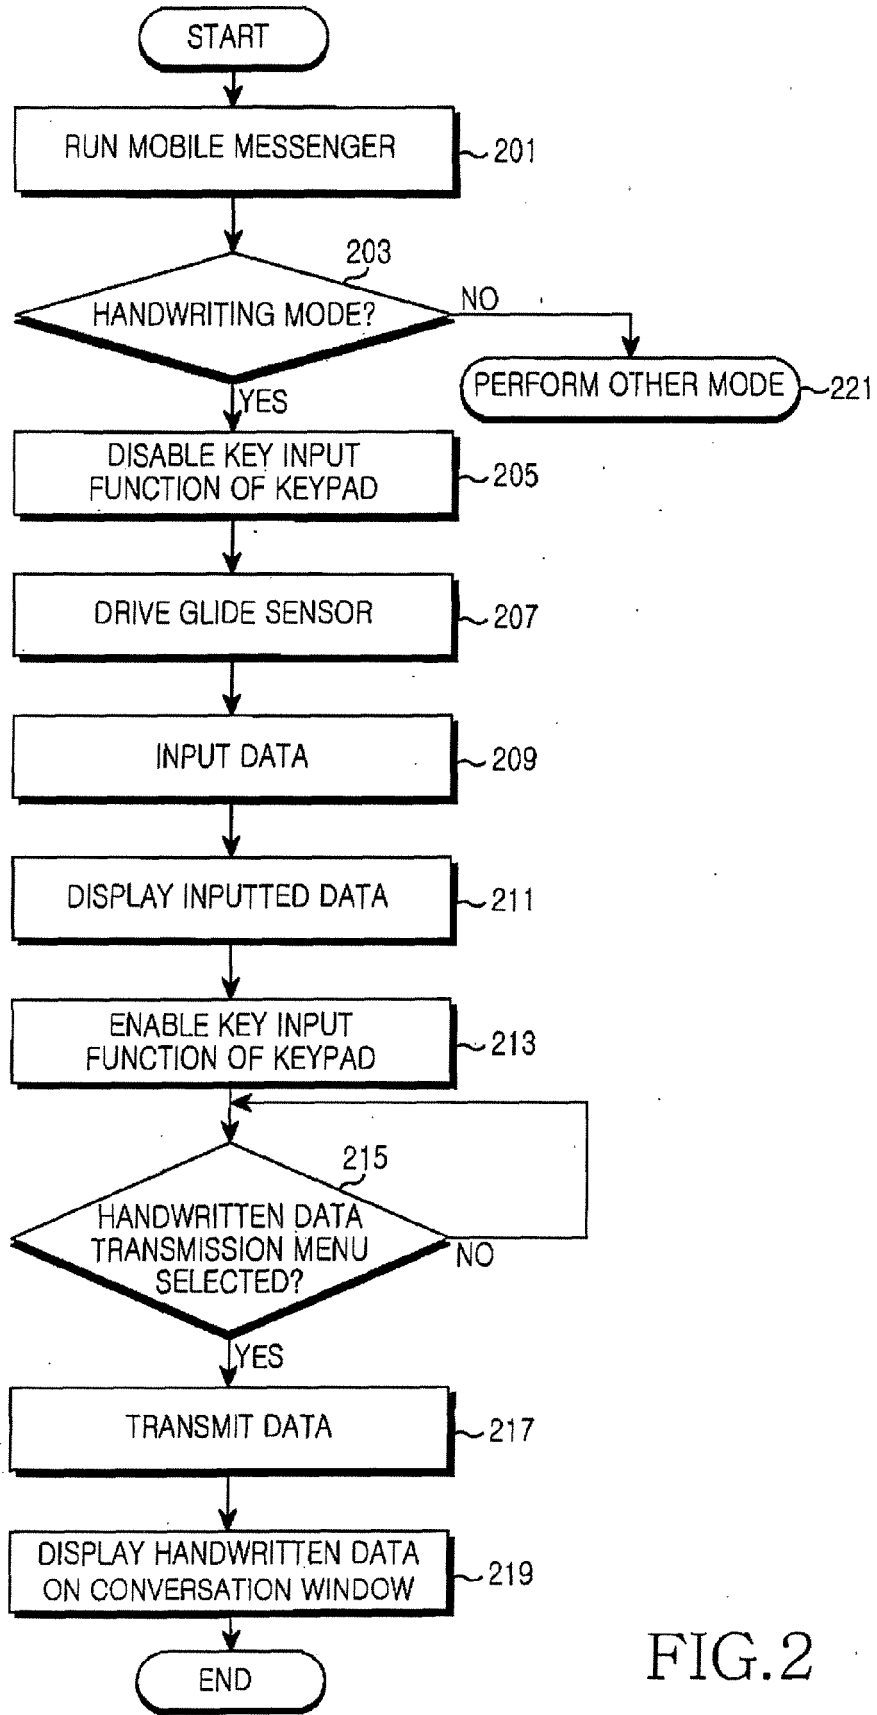 START
RUN MOBILE MESSENGER
201
203
HANDWRITING MODE?
NO
PERFORM OTHER MODE
221
YES
DISABLE KEY INPUT
FUNCTION OF KEYPAD
205
DRIVE GLIDE SENSOR
207
INPUT DATA
209
DISPLAY INPUTTED DATA
211
ENABLE KEY INPUT
FUNCTION OF KEYPAD
213
215
HANDWRITTEN DATA
TRANSMISSION MENU
SELECTED?
NO
YES
TRANSMIT DATA
217
DISPLAY HANDWRITTEN DATA
ON CONVERSATION WINDOW
219
END
FIG.2